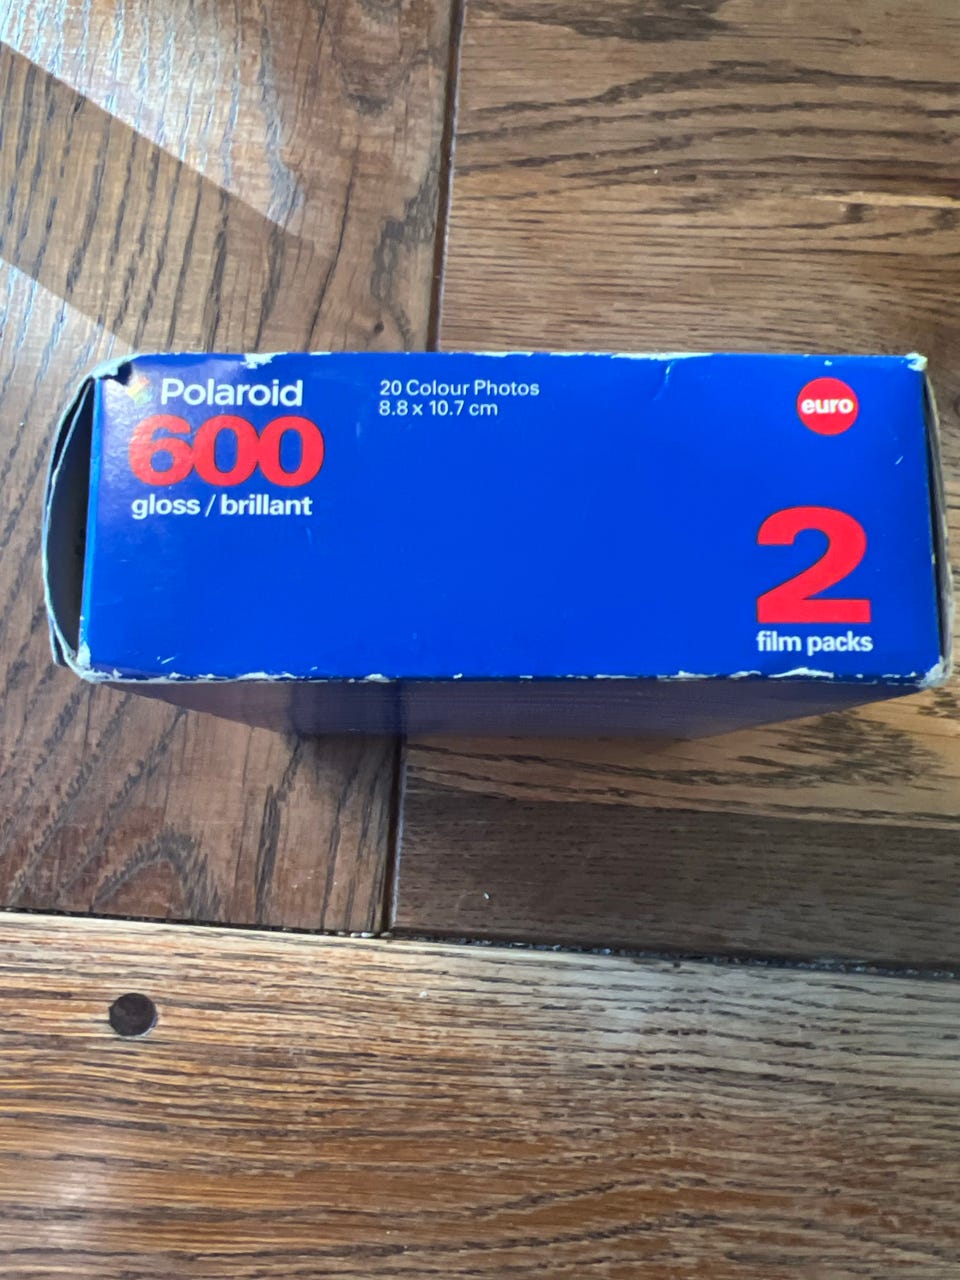 Polaroid
600
gloss / brillant
20 Colour Photos
8.8 x 10.7 cm
euro
2
film packs